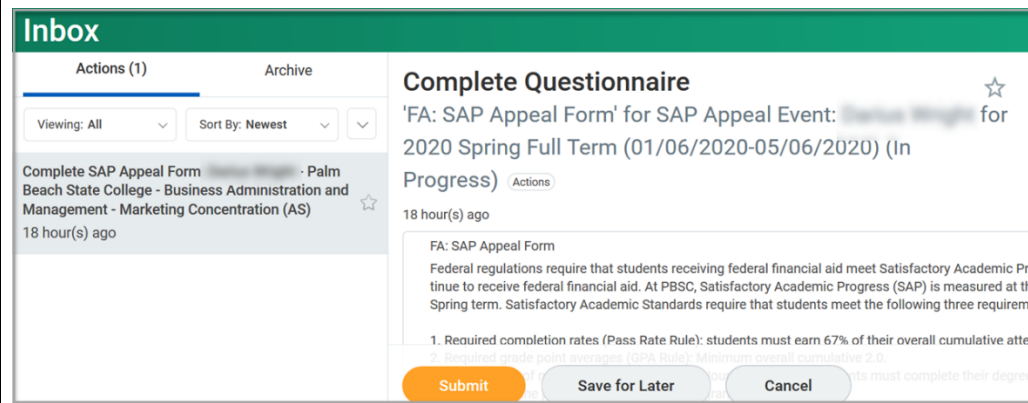 Inbox
Actions (1)
Archive
Viewing: All
Sort By: Newest
Complete SAP Appeal Form · Palm
Beach State College - Business Administration and
Management - Marketing Concentration (AS)
18 hour(s) ago
Complete Questionnaire
'FA: SAP Appeal Form' for SAP Appeal Event: for
2020 Spring Full Term (01/06/2020-05/06/2020) (In
Progress) Actions
18 hour(s) ago
FA: SAP Appeal Form
Federal regulations require that students receiving federal financial aid meet Satisfactory Academic Pr
tinue to receive federal financial aid. At PBSC, Satisfactory Academic Progress (SAP) is measured at th
Spring term. Satisfactory Academic Standards require that students meet the following three requirem
1. Required completion rates (Pass Rate Rule): students must earn 67% of their overall cumulative atte
2. Required grade point averages (GPA Rule): Minimum overall cumulative 2.0.
must complete their degre
Submit
Save for Later
Cancel